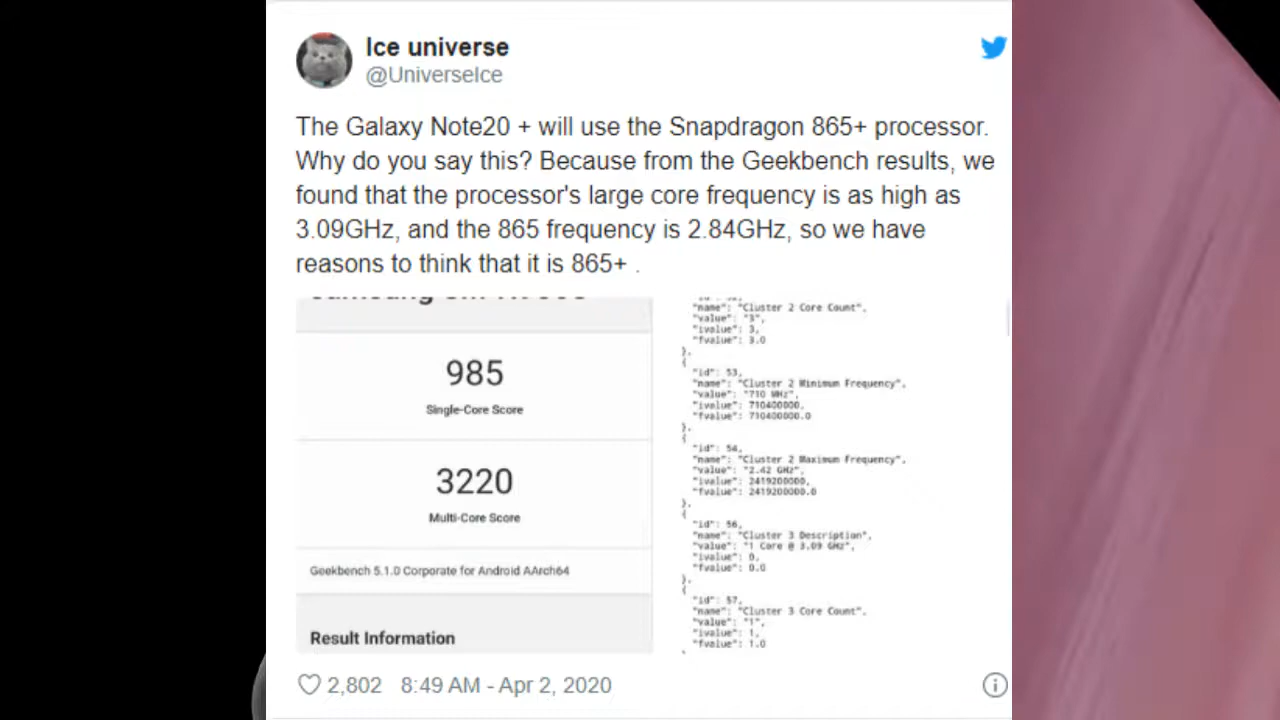 Ice universe
@UniverseIce
The Galaxy Note20 + will use the Snapdragon 865+ processor.
Why do you say this? Because from the Geekbench results, we
found that the processor's large core frequency is as high as
3.09GHz, and the 865 frequency is 2.84GHz, so we have
reasons to think that it is 865+ .
985
Single-Core Score
3220
Multi-Core Score
Geekbench 5.1.0 Corporate for Android AArch64
Result Information
"name": "Cluster 2 Core Count",
"value": "3",
"ivalue": 3,
"fvalue": 3.0
},
{
"id": 53,
"name": "Cluster 2 Minimum Frequency",
"value": "710 MHz",
"ivalue": 710400000,
"fvalue": 710400000.0
},
{
"id": 54,
"name": "Cluster 2 Maximum Frequency",
"value": "2.42 GHz",
"ivalue": 2419200000,
"fvalue": 2419200000.0
},
{
"id": 56,
"name": "Cluster 3 Description",
"value": "1 Core @ 3.09 GHz",
"ivalue": 0,
"fvalue": 0.0
},
{
"id": 57,
"name": "Cluster 3 Core Count",
"value": "1",
"ivalue": 1,
"fvalue": 1.0
2,802 8:49 AM - Apr 2, 2020